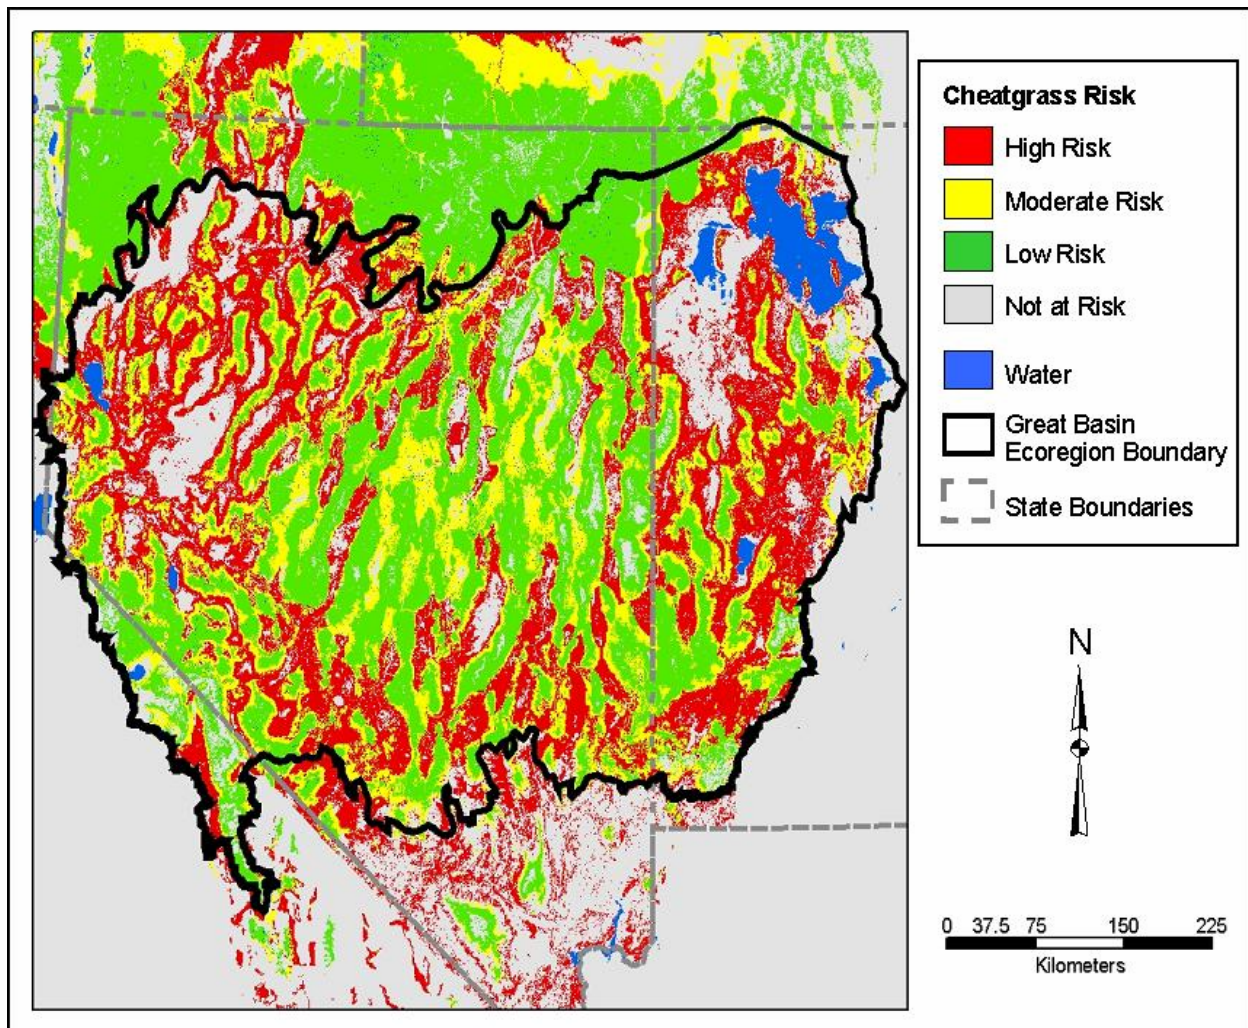 Cheatgrass Risk
High Risk
Moderate Risk
Low Risk
Not at Risk
Water
Great Basin
Ecoregion Boundary
State Boundaries
N
0 37.5 75 150 225
Kilometers